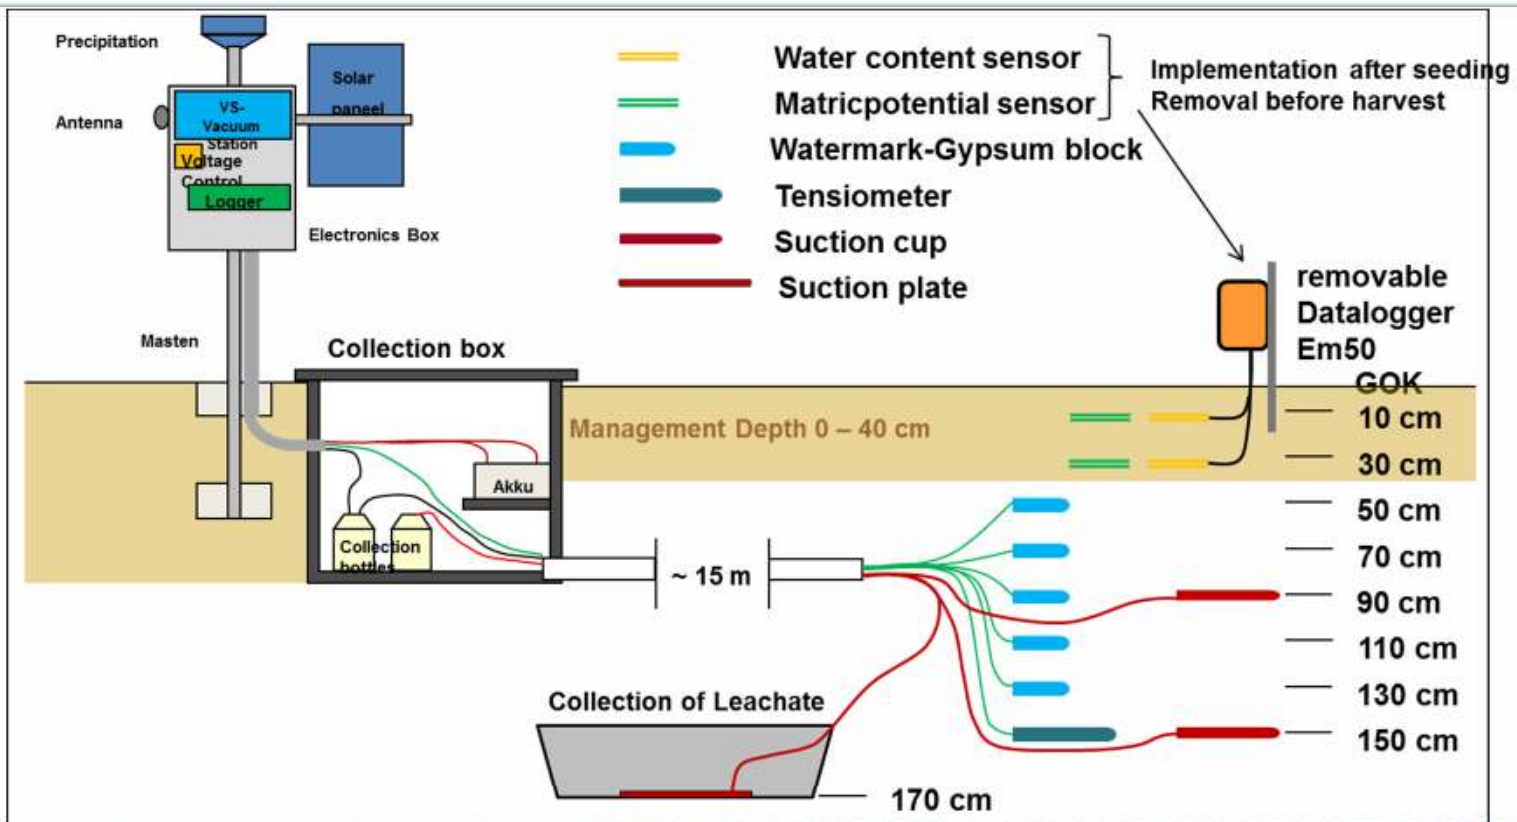 Precipitation
Antenna
VS-
Vacuum
Station
Voltage
Control
Logger
Solar
paneel
Electronics Box
Masten
Water content sensor
Matricpotential sensor
Watermark-Gypsum block
Tensiometer
Suction cup
Suction plate
Implementation after seeding
Removal before harvest
removable
Datalogger
Em50
GOK
Collection box
Management Depth 0 – 40 cm
Akku
Collection
bottles
~ 15 m
10 cm
30 cm
50 cm
70 cm
90 cm
110 cm
130 cm
150 cm
Collection of Leachate
170 cm